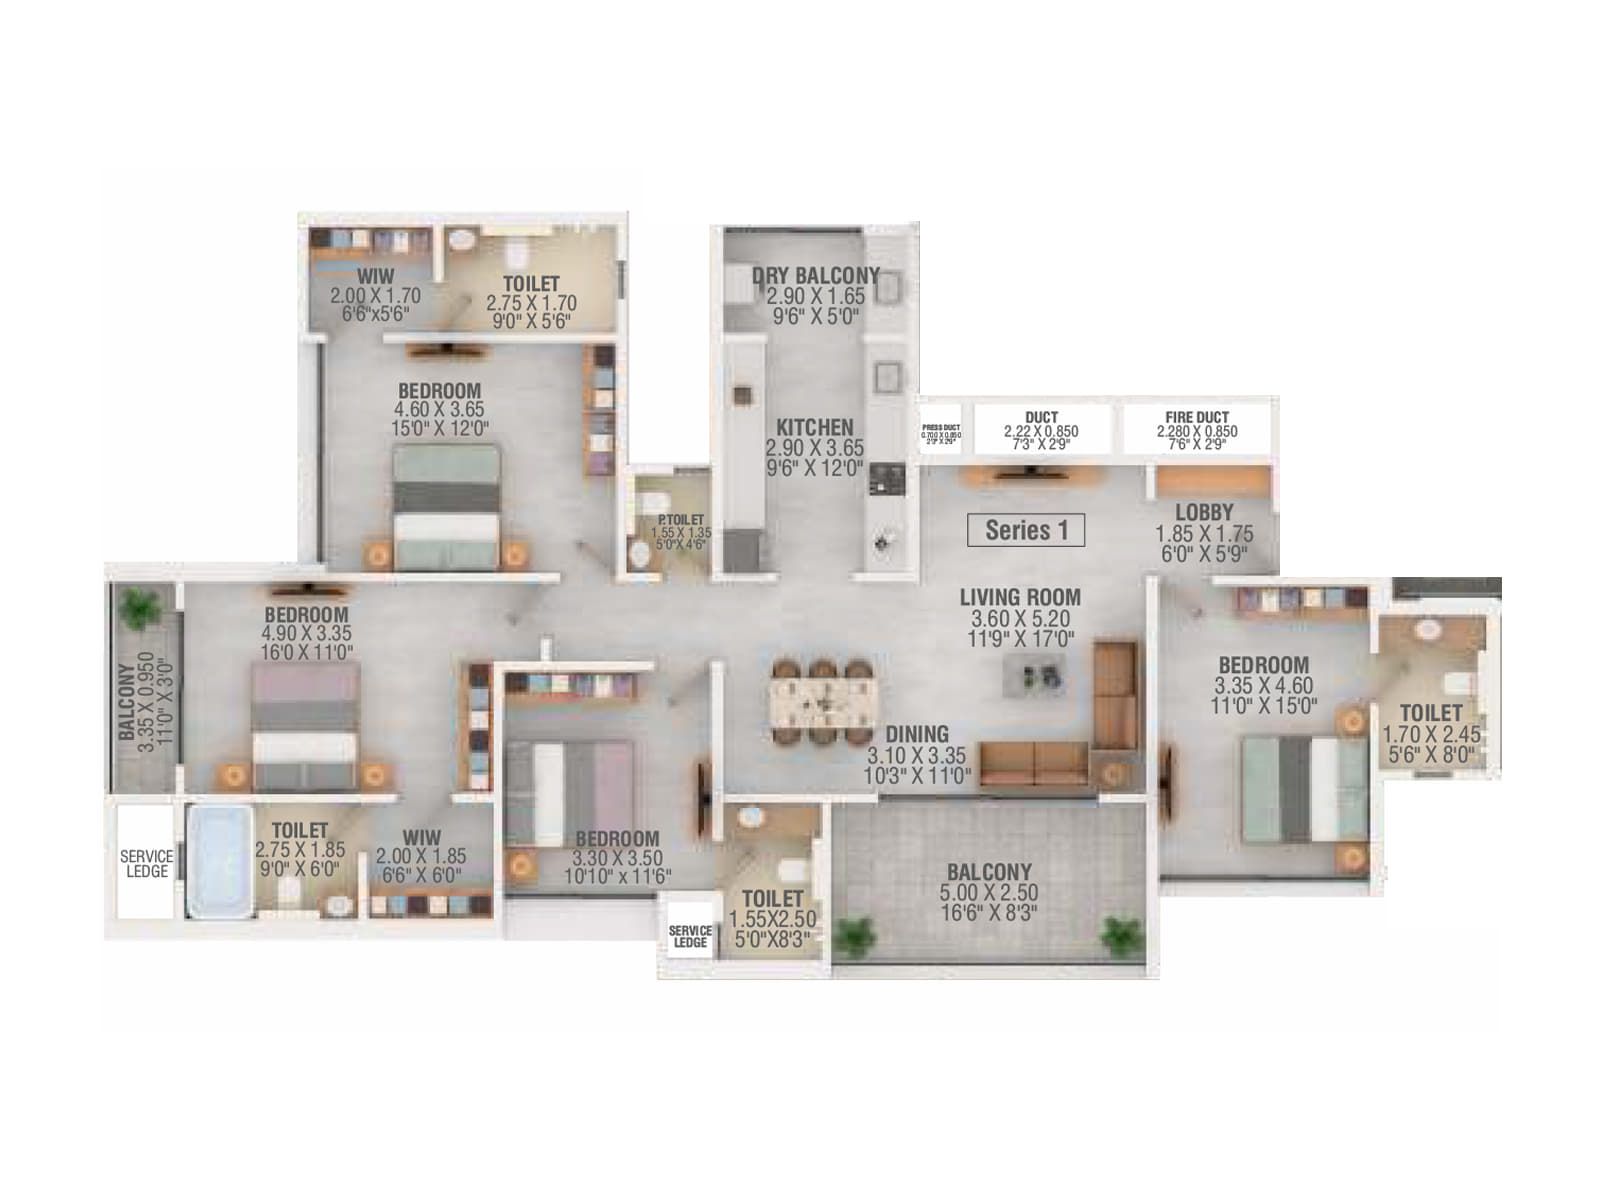 WIW
2.00 X 1.70
6'6"x5'6"
TOILET
2.75 X 1.70
9'0" X 5'6"
DRY BALCONY
2.90 X 1.65
9'6" X 5'0"
BEDROOM
4.60 X 3.65
15'0" X 12'0"
KITCHEN
2.90 X 3.65
9'6" X 12'0"
PRESS DUCT
0.700 X 0.850
2'3" X 2'9"
DUCT
2.22 X 0.850
7'3" X 2'9"
FIRE DUCT
2.280 X 0.850
7'6" X 2'9"
P.TOILET
1.55 X 1.35
5'0"X 4'6"
Series 1
LOBBY
1.85 X 1.75
6'0" X 5'9"
BEDROOM
4.90 X 3.35
16'0 X 11'0"
LIVING ROOM
3.60 X 5.20
11'9" X 17'0"
BALCONY
3.35 X 0.950
11'0" X 3'0"
BEDROOM
3.35 X 4.60
11'0" X 15'0"
TOILET
1.70 X 2.45
5'6" X 8'0"
DINING
3.10 X 3.35
10'3" X 11'0"
SERVICE
LEDGE
TOILET
2.75 X 1.85
9'0" X 6'0"
WIW
2.00 X 1.85
6'6" X 6'0"
BEDROOM
3.30 X 3.50
10'10" x 11'6"
SERVICE
LEDGE
TOILET
1.55X2.50
5'0"X8'3"
BALCONY
5.00 X 2.50
16'6" X 8'3"